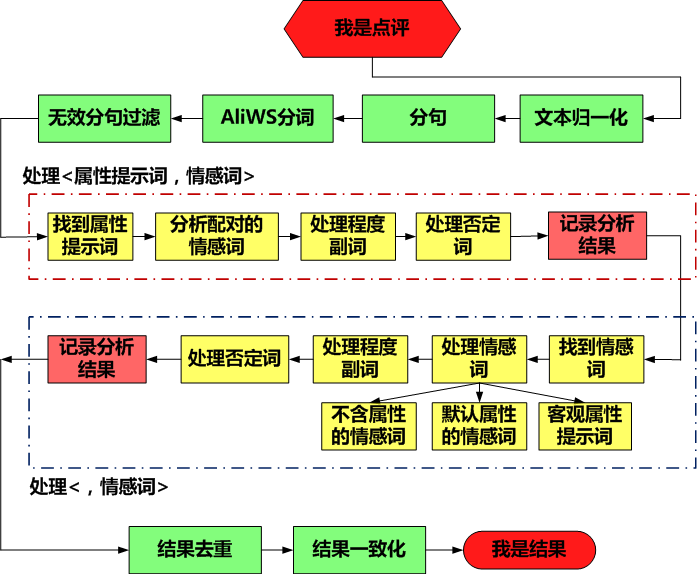 我是点评
文本归一化
分句
AliWS分词
无效分句过滤
处理<属性提示词，情感词>
找到属性
提示词
分析配对的
情感词
处理程度
副词
处理否定
词
记录分析
结果
找到情感
词
处理情感
词
处理程度
副词
处理否定词
记录分析
结果
不含属性
的情感词
默认属性
的情感词
客观属性
提示词
处理<，情感词>
结果去重
结果一致化
我是结果